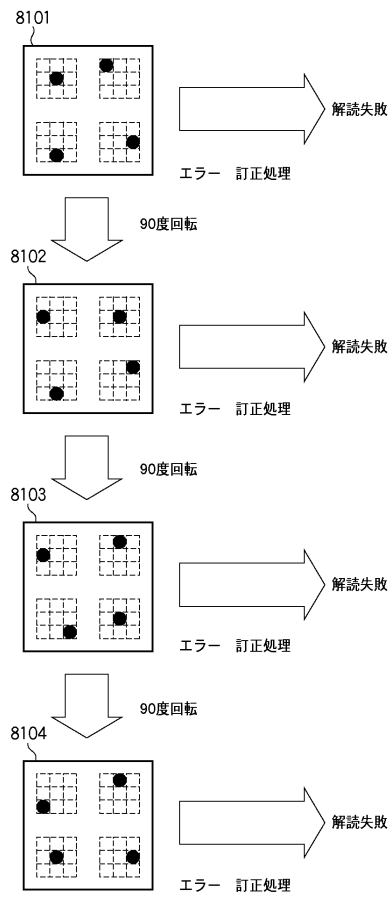 8101
解読失敗
エラー 訂正処理
90度回転
8102
解読失敗
エラー 訂正処理
90度回転
8103
解読失敗
エラー 訂正処理
90度回転
8104
解読失敗
エラー 訂正処理